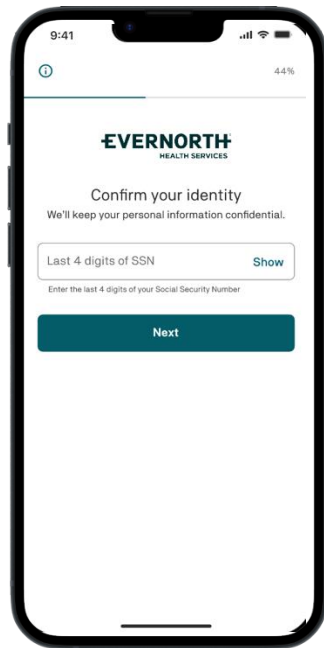 9:41
44%
EVERNORTH
HEALTH SERVICES
Confirm your identity
We'll keep your personal information confidential.
Last 4 digits of SSN Show
Enter the last 4 digits of your Social Security Number
Next